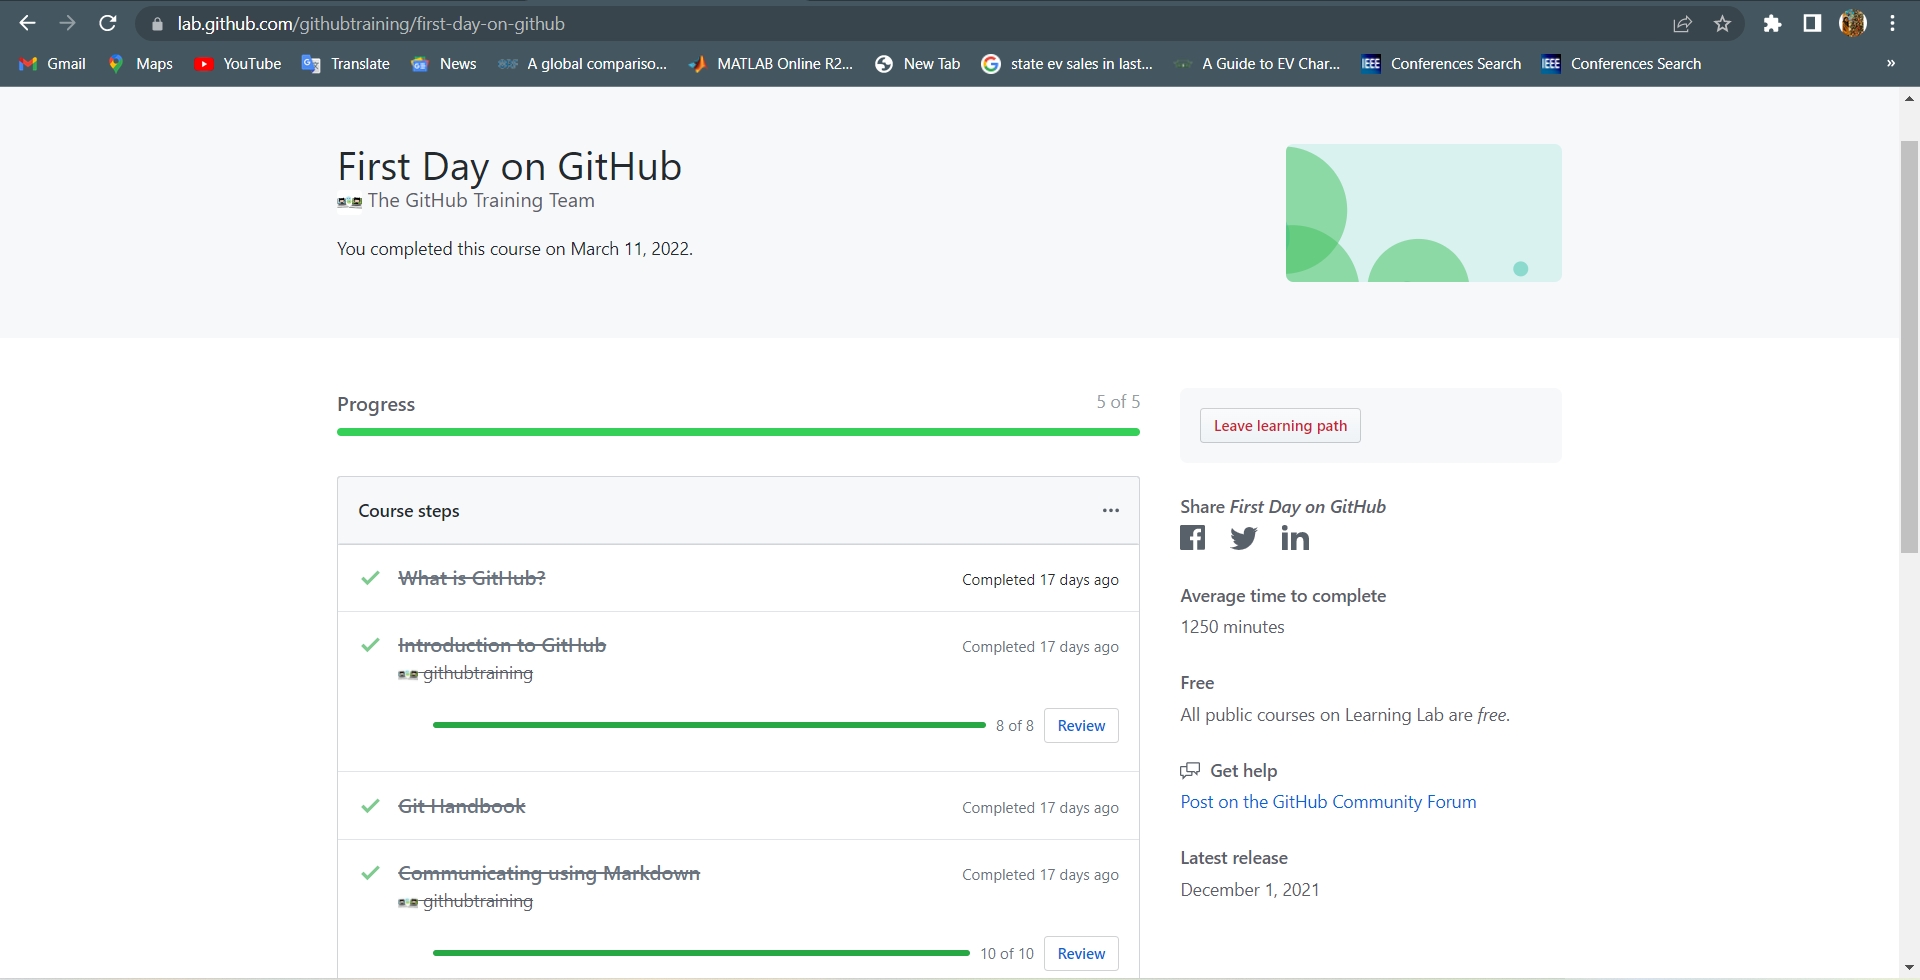 lab.github.com/githubtraining/first-day-on-github
Gmail Maps YouTube Translate News A global compariso... MATLAB Online R2... New Tab state ev sales in last... A Guide to EV Char... IEEE Conferences Search IEEE Conferences Search »
First Day on GitHub
The GitHub Training Team
You completed this course on March 11, 2022.
Progress 5 of 5
Course steps ...
What is GitHub? Completed 17 days ago
Introduction to GitHub Completed 17 days ago
githubtraining
8 of 8 Review
Git Handbook Completed 17 days ago
Communicating using Markdown Completed 17 days ago
githubtraining
10 of 10 Review
Leave learning path
Share First Day on GitHub
Average time to complete
1250 minutes
Free
All public courses on Learning Lab are free.
Get help
Post on the GitHub Community Forum
Latest release
December 1, 2021